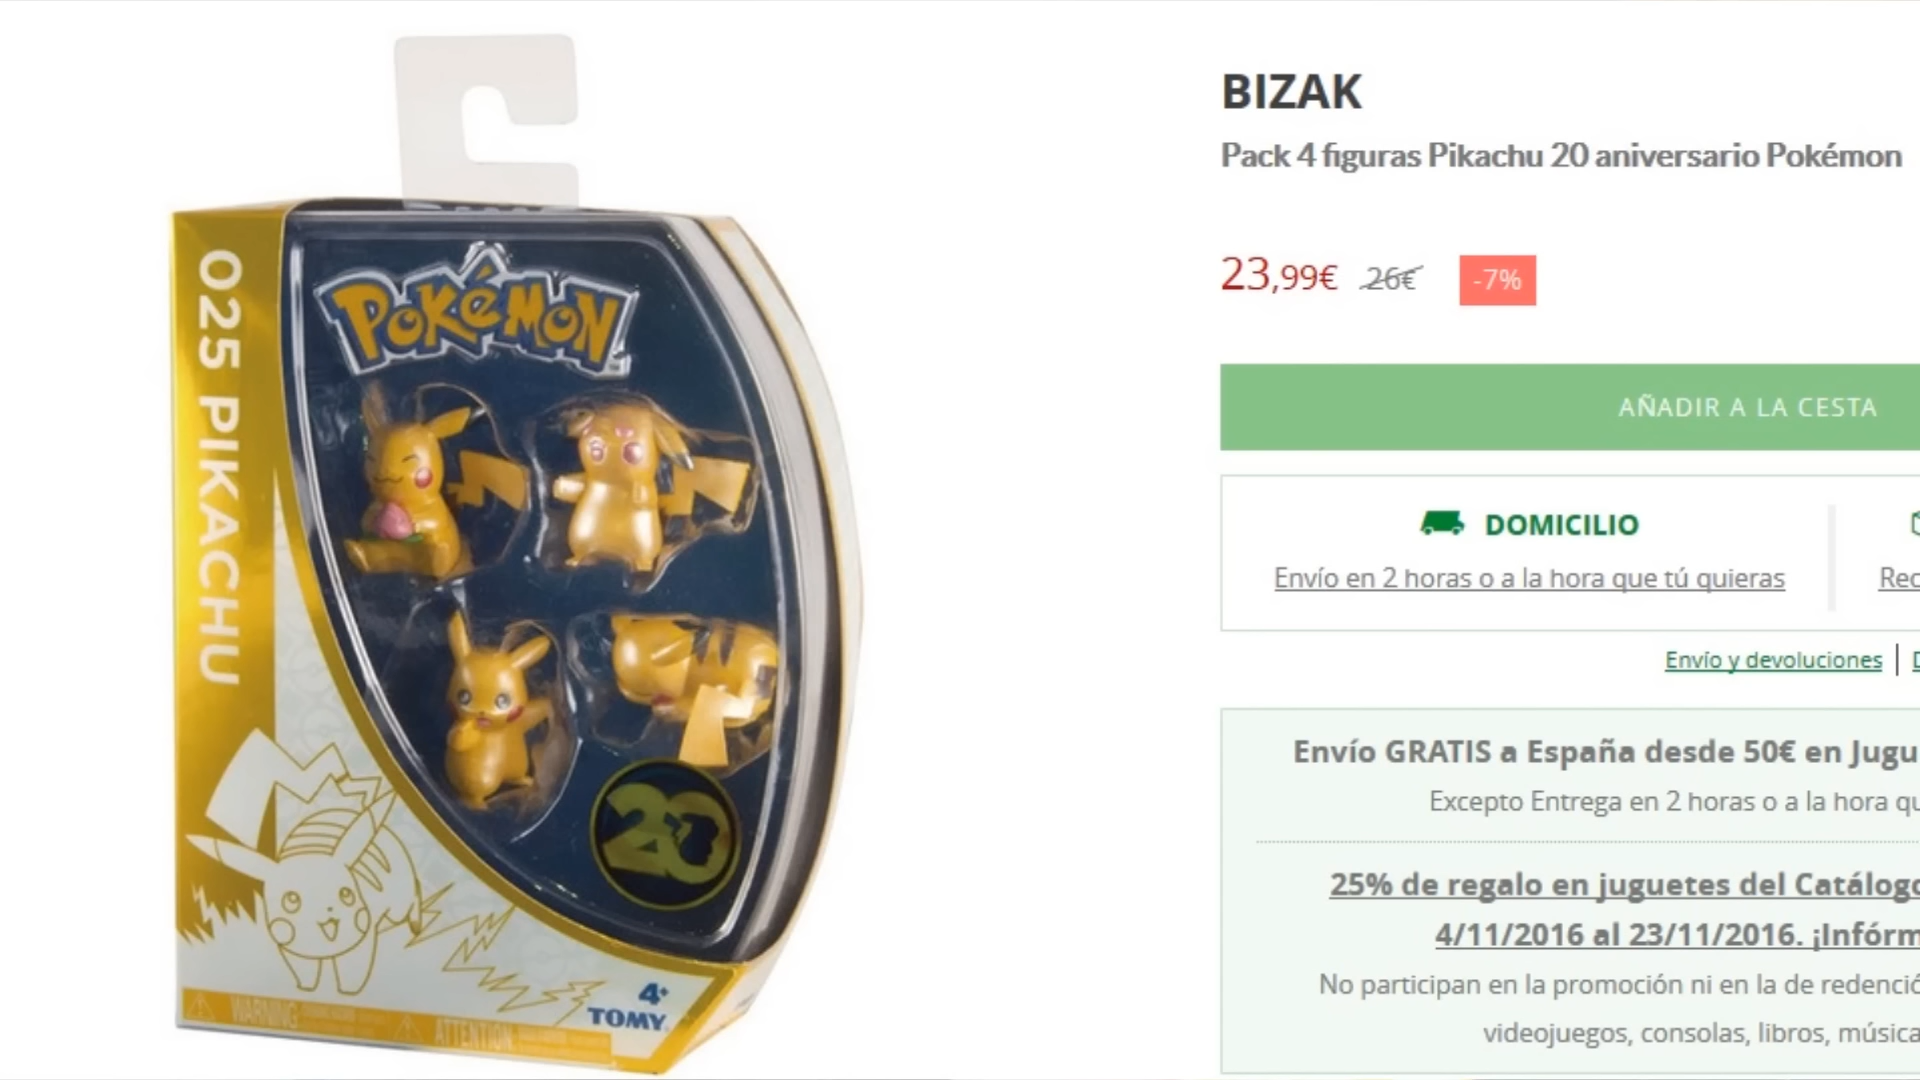 025 PIKACHU
POKéMON
20
4+
TOMY
WARNING
ATTENTION
BIZAK
Pack 4 figuras Pikachu 20 aniversario Pokémon
23,99€ 26€ -7%
AÑADIR A LA CESTA
DOMICILIO
Envío en 2 horas o a la hora que tú quieras
Rec
Envío y devoluciones |
Envío GRATIS a España desde 50€ en Jugu
Excepto Entrega en 2 horas o a la hora qu
25% de regalo en juguetes del Catálogo
4/11/2016 al 23/11/2016. ¡Infórm
No participan en la promoción ni en la de redenció
videojuegos, consolas, libros, música